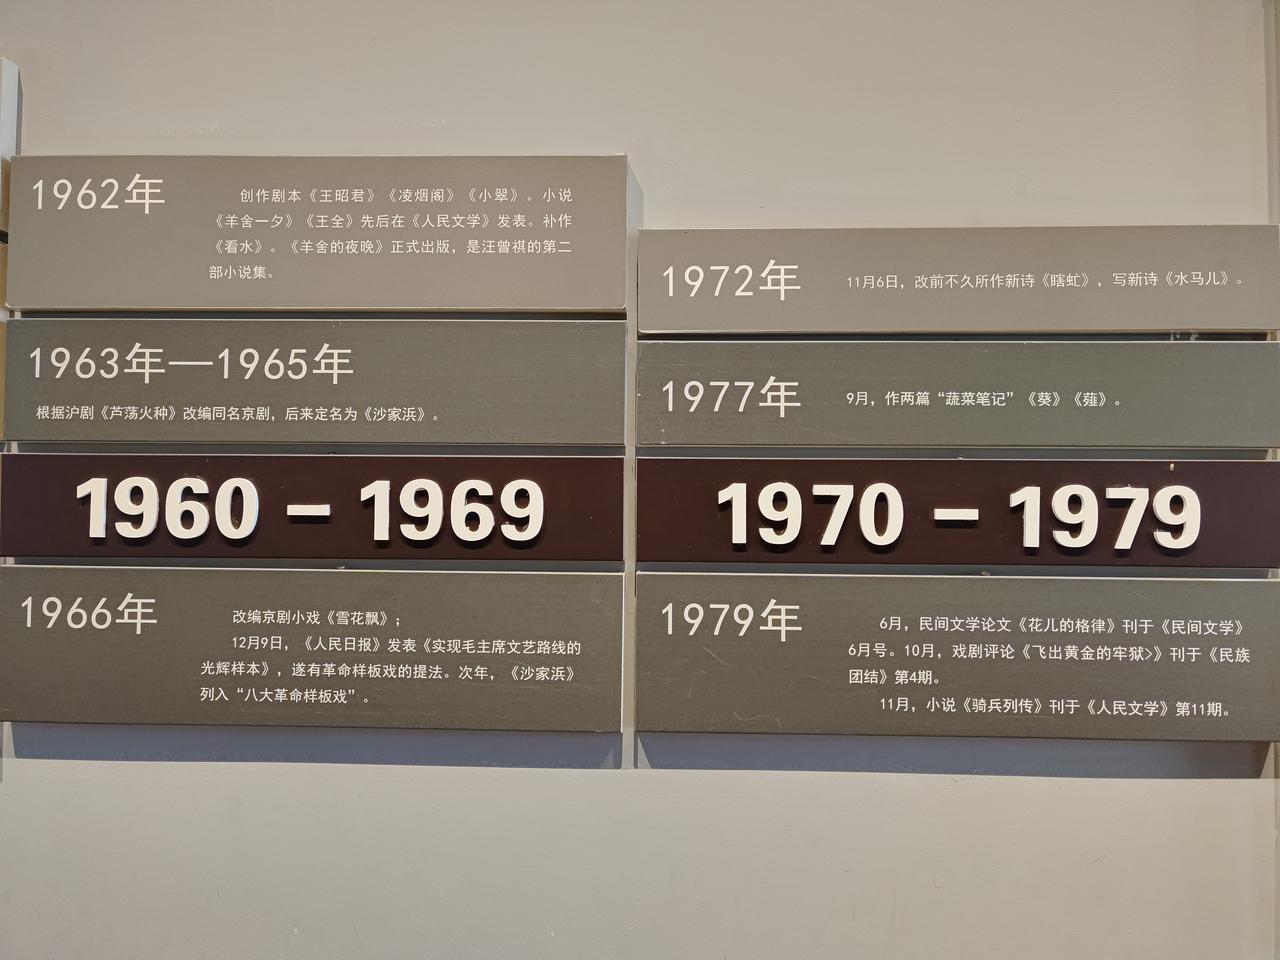 1962年
创作剧本《王昭君》《凌烟阁》《小翠》。小说
《羊舍一夕》《王全》先后在《人民文学》发表。补作
《看水》。《羊舍的夜晚》正式出版，是汪曾祺的第二
部小说集。
1963年—1965年
根据沪剧《芦荡火种》改编同名京剧，后来定名为《沙家浜》。
1960 – 1969
1966年
改编京剧小戏《雪花飘》；
12月9日，《人民日报》发表《实现毛主席文艺路线的
光辉样本》，遂有革命样板戏的提法。次年，《沙家浜》
列入“八大革命样板戏”。
1972年
11月6日，改前不久所作新诗《瞎虻》，写新诗《水马儿》。
1977年
9月，作两篇“蔬菜笔记”《葵》《薤》。
1970 – 1979
1979年
6月，民间文学论文《花儿的格律》刊于《民间文学》
6月号。10月，戏剧评论《飞出黄金的牢狱>》刊于《民族
团结》第4期。
11月，小说《骑兵列传》刊于《人民文学》第11期。